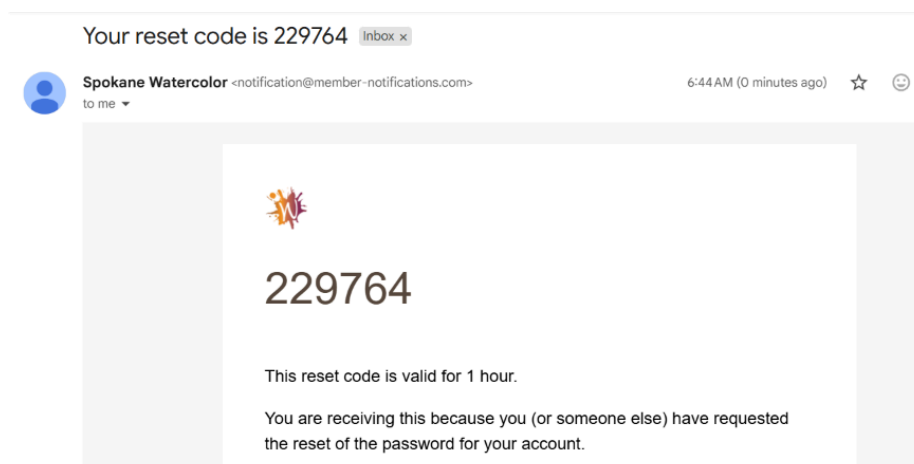 Your reset code is 229764 Inbox x
Spokane Watercolor <notification@member-notifications.com> 6:44 AM (0 minutes ago)
to me
W
229764
This reset code is valid for 1 hour.
You are receiving this because you (or someone else) have requested
the reset of the password for your account.